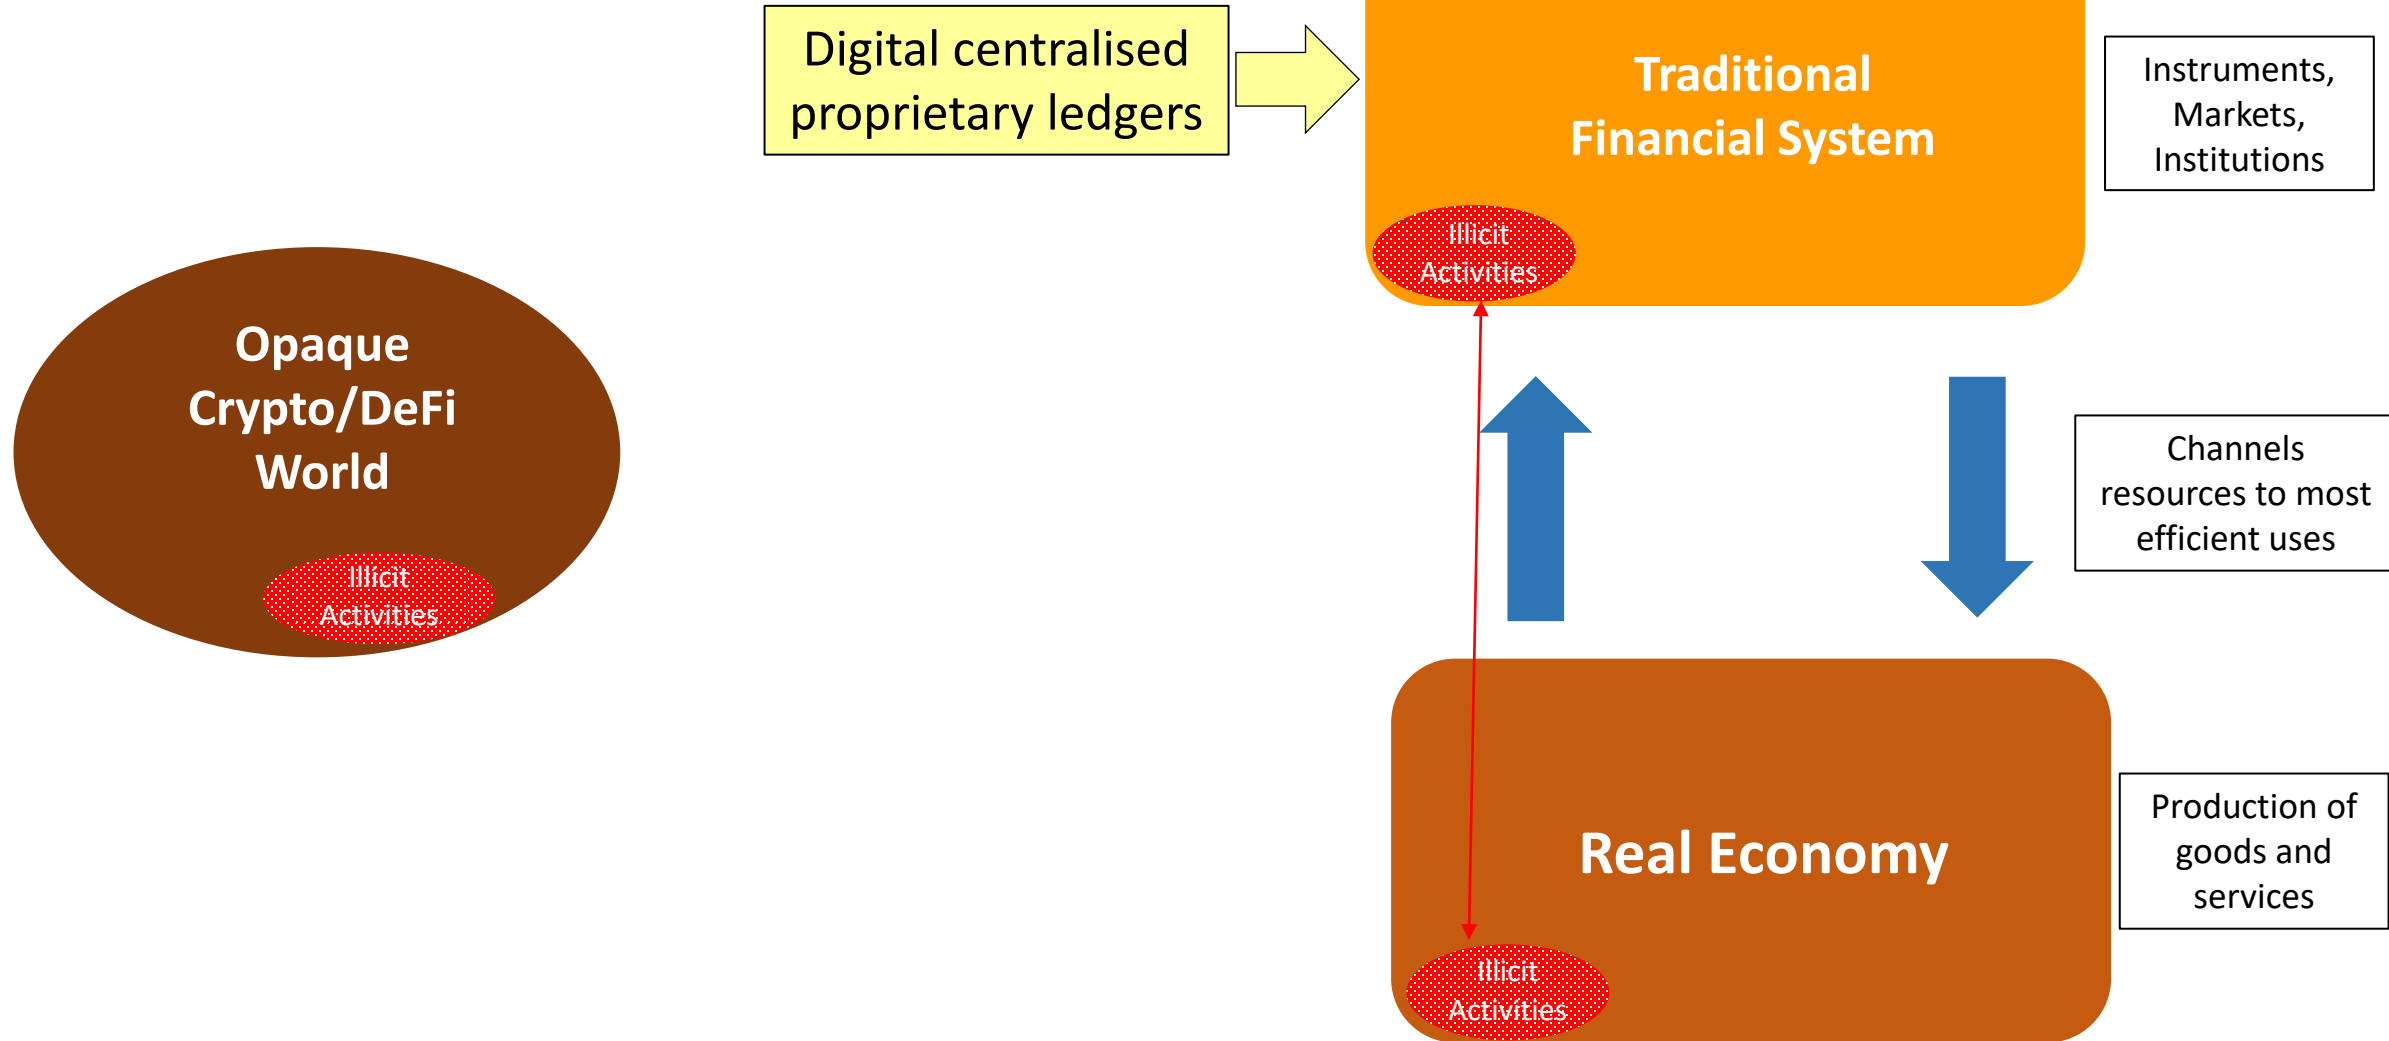 Digital centralised
proprietary ledgers
Traditional
Financial System
Instruments,
Markets,
Institutions
Illicit
Activities
Opaque
Crypto/DeFi
World
Illicit
Activities
Channels
resources to most
efficient uses
Real Economy
Production of
goods and
services
Illicit
Activities